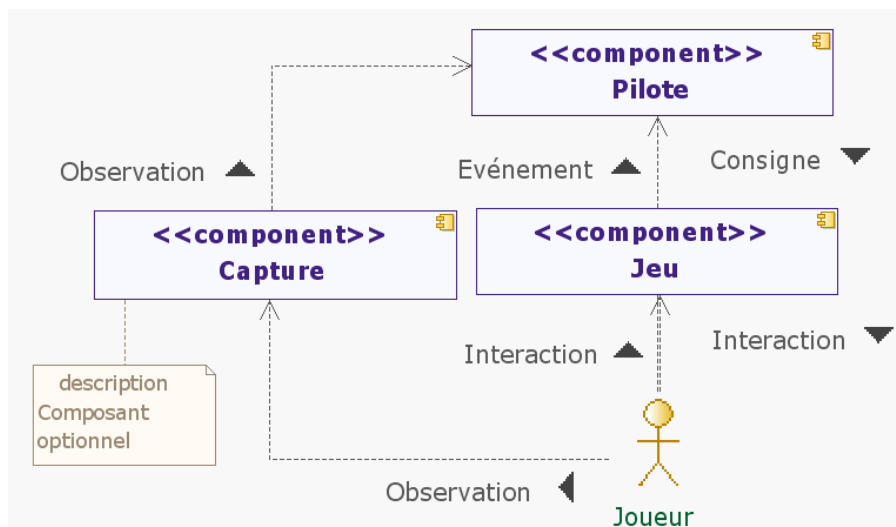 <<component>>
Pilote
Observation
Evénement
Consigne
<<component>>
Capture
<<component>>
Jeu
Interaction
Interaction
description
Composant
optionnel
Observation
Joueur